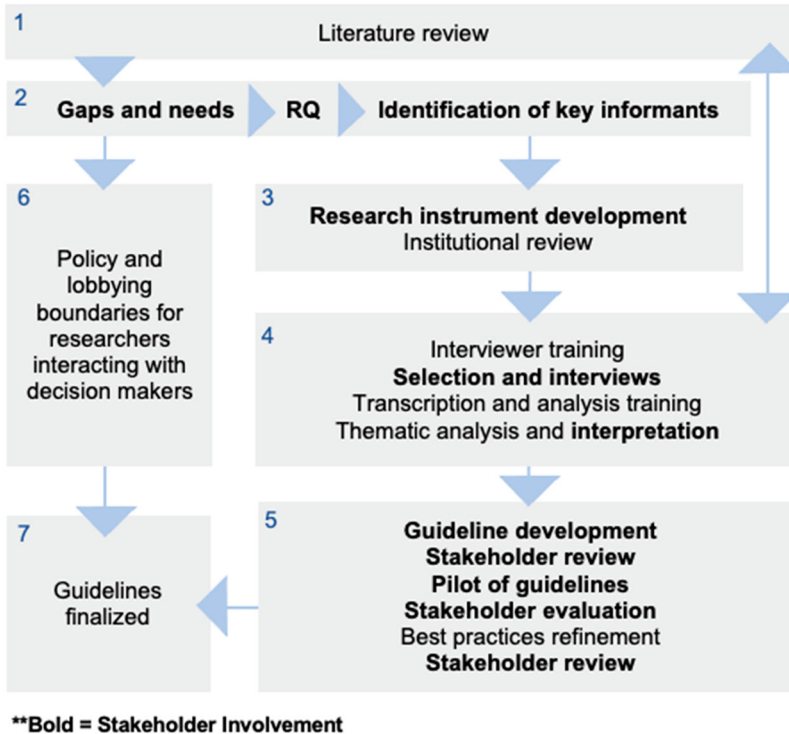 1
Literature review
2
Gaps and needs
RQ
Identification of key informants
6
Policy and
lobbying
boundaries for
researchers
interacting with
decision makers
3
Research instrument development
Institutional review
4
Interviewer training
Selection and interviews
Transcription and analysis training
Thematic analysis and interpretation
7
Guidelines
finalized
5
Guideline development
Stakeholder review
Pilot of guidelines
Stakeholder evaluation
Best practices refinement
Stakeholder review
**Bold = Stakeholder Involvement